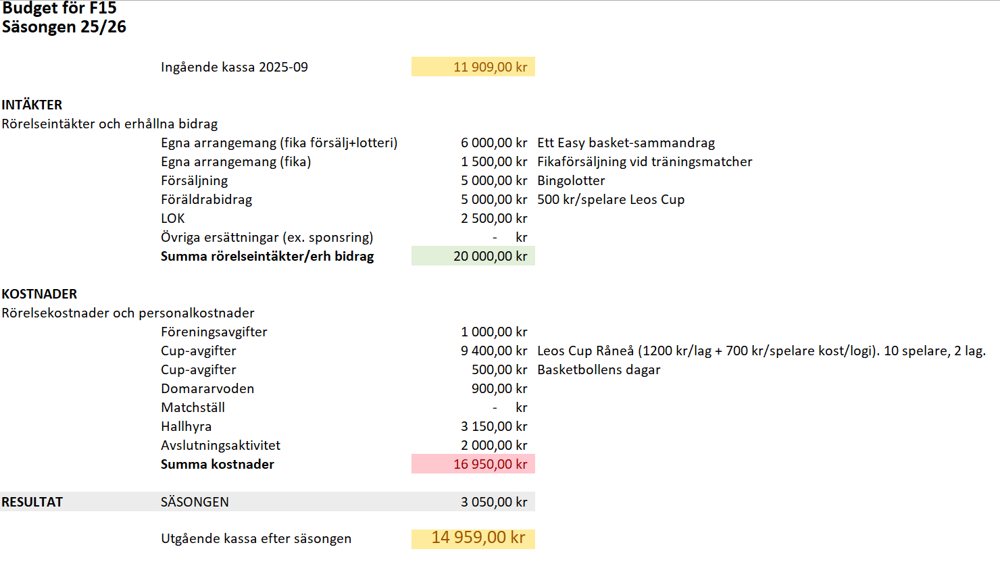 Budget för F15
Säsongen 25/26
Ingående kassa 2025-09 11 909,00 kr
INTÄKTER
Rörelseintäkter och erhållna bidrag
Egna arrangemang (fika försälj+lotteri) 6 000,00 kr Ett Easy basket-sammandrag
Egna arrangemang (fika) 1 500,00 kr Fikaförsäljning vid träningsmatcher
Försäljning 5 000,00 kr Bingolotter
Föräldrabidrag 5 000,00 kr 500 kr/spelare Leos Cup
LOK 2 500,00 kr
Övriga ersättningar (ex. sponsring) - kr
Summa rörelseintäkter/erh bidrag 20 000,00 kr
KOSTNADER
Rörelsekostnader och personalkostnader
Föreningsavgifter 1 000,00 kr
Cup-avgifter 9 400,00 kr Leos Cup Råneå (1200 kr/lag + 700 kr/spelare kost/logi). 10 spelare, 2 lag.
Cup-avgifter 500,00 kr Basketbollens dagar
Domararvoden 900,00 kr
Matchställ - kr
Hallhyra 3 150,00 kr
Avslutningsaktivitet 2 000,00 kr
Summa kostnader 16 950,00 kr
RESULTAT SÄSONGEN 3 050,00 kr
Utgående kassa efter säsongen 14 959,00 kr